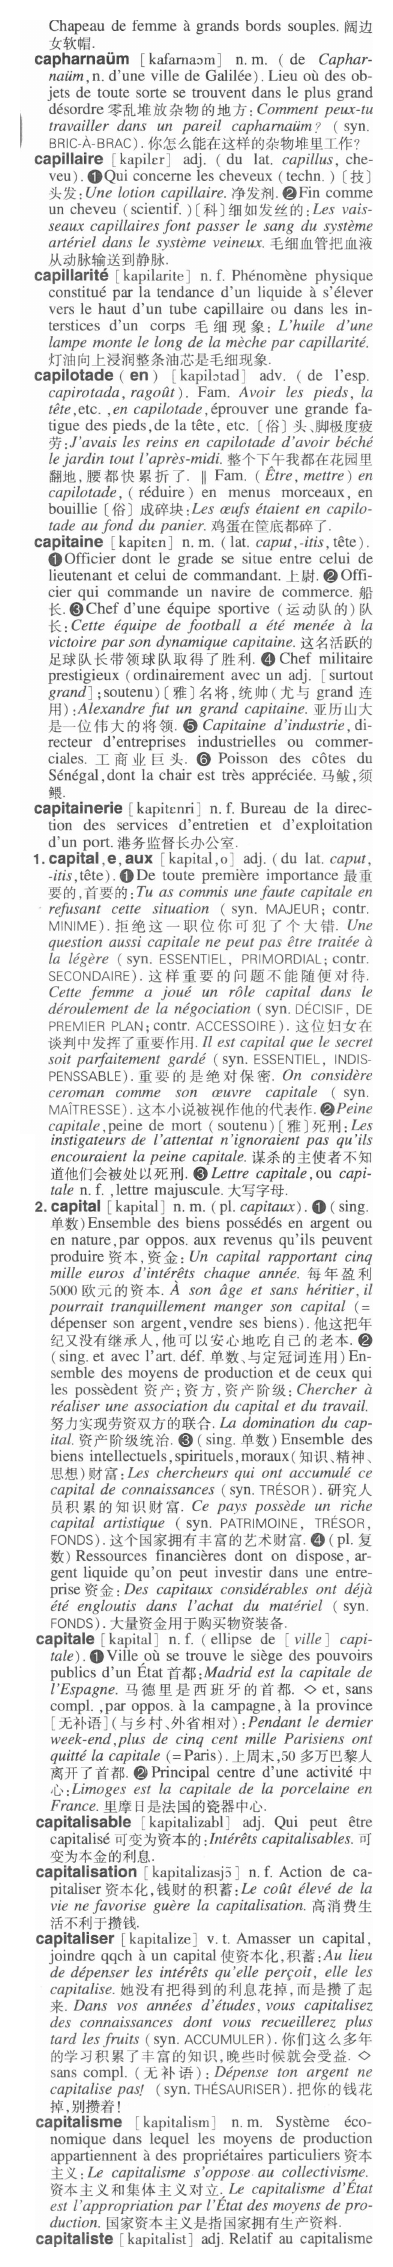 Chapeau de femme à grands bords souples. 阔边
女软帽.
capharnaüm [kafarnaɔm] n. m. ( de Caphar-
naüm, n. d'une ville de Galilée). Lieu où des ob-
jets de toute sorte se trouvent dans le plus grand
désordre 零乱堆放杂物的地方: Comment peux-tu
travailler dans un pareil capharnaüm? ( syn.
BRIC-À-BRAC). 你怎么能在这样的杂物堆里工作?
capillaire [kapilɛr] adj. ( du lat. capillus, che-
veu). ❶Qui concerne les cheveux (techn. ) 〔技〕
头发: Une lotion capillaire. 净发剂. ❷Fin comme
un cheveu (scientif. )〔科〕细如发丝的: Les vais-
seaux capillaires font passer le sang du système
artériel dans le système veineux. 毛细血管把血液
从动脉输送到静脉.
capillarité [kapilarite] n. f. Phénomène physique
constitué par la tendance d'un liquide à s'élever
vers le haut d'un tube capillaire ou dans les in-
terstices d'un corps 毛细现象: L'huile d'une
lampe monte le long de la mèche par capillarité.
灯油向上浸润整条油芯是毛细现象.
capilotade ( en ) [kapilɔtad] adv. ( de l'esp.
capirotada, ragoût). Fam. Avoir les pieds, la
tête, etc. , en capilotade, éprouver une grande fa-
tigue des pieds, de la tête, etc. 〔俗〕头、脚极度疲
劳: J'avais les reins en capilotade d'avoir béché
le jardin tout l'après-midi. 整个下午我都在花园里
翻地, 腰都快累折了. ‖ Fam. ( Être, mettre ) en
capilotade, ( réduire ) en menus morceaux, en
bouillie 〔俗〕成碎块: Les œufs étaient en capilo-
tade au fond du panier. 鸡蛋在筐底都碎了.
capitaine [kapitɛn] n. m. ( lat. caput, -itis, tête).
❶Officier dont le grade se situe entre celui de
lieutenant et celui de commandant. 上尉. ❷Offi-
cier qui commande un navire de commerce. 船
长. ❸Chef d'une équipe sportive (运动队的)队
长: Cette équipe de football a été menée à la
victoire par son dynamique capitaine. 这名活跃的
足球队长带领球队取得了胜利. ❹ Chef militaire
prestigieux ( ordinairement avec un adj. [ surtout
grand] ; soutenu)〔雅〕名将, 统帅(尤与 grand 连
用): Alexandre fut un grand capitaine. 亚历山大
是一位伟大的将领. ❺ Capitaine d'industrie, di-
recteur d'entreprises industrielles ou commer-
ciales. 工商业巨头. ❻ Poisson des côtes du
Sénégal, dont la chair est très appréciée. 马鲅, 须
鳂.
capitainerie [kapitɛnri] n. f. Bureau de la direc-
tion des services d'entretien et d'exploitation
d'un port. 港务监督长办公室.
1. capital, e, aux [kapital, o] adj. ( du lat. caput,
-itis, tête). ❶De toute première importance 最重
要的, 首要的: Tu as commis une faute capitale en
refusant cette situation ( syn. MAJEUR; contr.
MINIME). 拒绝这一职位你可犯了个大错. Une
question aussi capitale ne peut pas être traitée à
la légère ( syn. ESSENTIEL, PRIMORDIAL; contr.
SECONDAIRE). 这样重要的问题不能随便对待.
Cette femme a joué un rôle capital dans le
déroulement de la négociation ( syn. DÉCISIF, DE
PREMIER PLAN; contr. ACCESSOIRE). 这位妇女在
谈判中发挥了重要作用. Il est capital que le secret
soit parfaitement gardé ( syn. ESSENTIEL, INDIS-
PENSSABLE). 重要的是绝对保密. On considère
ceroman comme son œuvre capitale ( syn.
MAÎTRESSE). 这本小说被视作他的代表作. ❷Peine
capitale, peine de mort ( soutenu)〔雅〕死刑: Les
instigateurs de l'attentat n'ignoraient pas qu'ils
encouraient la peine capitale. 谋杀的主使者不知
道他们会被处以死刑. ❸ Lettre capitale, ou capi-
tale n. f. , lettre majuscule. 大写字母.
2. capital [kapital] n. m. ( pl. capitaux). ❶ ( sing.
单数) Ensemble des biens possédés en argent ou
en nature, par oppos. aux revenus qu'ils peuvent
produire 资本, 资金: Un capital rapportant cinq
mille euros d'intérêts chaque année. 每年盈利
5000 欧元的资本. À son âge et sans héritier, il
pourrait tranquillement manger son capital ( =
dépenser son argent, vendre ses biens). 他这把年
纪又没有继承人, 他可以安心地吃自己的老本. ❷
( sing. et avec l'art. déf. 单数、与定冠词连用) En-
semble des moyens de production et de ceux qui
les possèdent 资产; 资方, 资产阶级: Chercher à
réaliser une association du capital et du travail.
努力实现劳资双方的联合. La domination du cap-
ital. 资产阶级统治. ❸ ( sing. 单数) Ensemble des
biens intellectuels, spirituels, moraux (知识、精神、
思想) 财富: Les chercheurs qui ont accumulé ce
capital de connaissances ( syn. TRÉSOR). 研究人
员积累的知识财富. Ce pays possède un riche
capital artistique ( syn. PATRIMOINE, TRÉSOR,
FONDS). 这个国家拥有丰富的艺术财富. ❹ ( pl. 复
数) Ressources financières dont on dispose, ar-
gent liquide qu'on peut investir dans une entre-
prise 资金: Des capitaux considérables ont déjà
été engloutis dans l'achat du matériel ( syn.
FONDS). 大量资金用于购买物资装备.
capitale [kapital] n. f. ( ellipse de [ ville] capi-
tale). ❶ Ville où se trouve le siège des pouvoirs
publics d'un État 首都: Madrid est la capitale de
l'Espagne. 马德里是西班牙的首都. ◇ et, sans
compl. , par oppos. à la campagne, à la province
[无补语](与乡村、外省相对): Pendant le dernier
week-end, plus de cinq cent mille Parisiens ont
quitté la capitale (= Paris). 上周末, 50 多万巴黎人
离开了首都. ❷ Principal centre d'une activité 中
心: Limoges est la capitale de la porcelaine en
France. 里摩日是法国的瓷器中心.
capitalisable [kapitalizabl] adj. Qui peut être
capitalisé 可变为资本的: Intérêts capitalisables. 可
变为本金的利息.
capitalisation [kapitalizasjɔ̃] n. f. Action de ca-
pitaliser 资本化, 钱财的积蓄: Le coût élevé de la
vie ne favorise guère la capitalisation. 高消费生
活不利于攒钱.
capitaliser [kapitalize] v. t. Amasser un capital,
joindre qqch à un capital 使资本化, 积蓄: Au lieu
de dépenser les intérêts qu'elle perçoit, elle les
capitalise. 她没有把得到的利息花掉, 而是攒了起
来. Dans vos années d'études, vous capitalisez
des connaissances dont vous recueillerez plus
tard les fruits ( syn. ACCUMULER). 你们这么多年
的学习积累了丰富的知识, 晚些时候就会受益. ◇
sans compl. (无补语): Dépense ton argent ne
capitalise pas! ( syn. THÉSAURISER). 把你的钱花
掉, 别攒着!
capitalisme [kapitalism] n. m. Système éco-
nomique dans lequel les moyens de production
appartiennent à des propriétaires particuliers 资本
主义: Le capitalisme s'oppose au collectivisme.
资本主义和集体主义对立. Le capitalisme d'État
est l'appropriation par l'État des moyens de pro-
duction. 国家资本主义是指国家拥有生产资料.
capitaliste [kapitalist] adj. Relatif au capitalisme